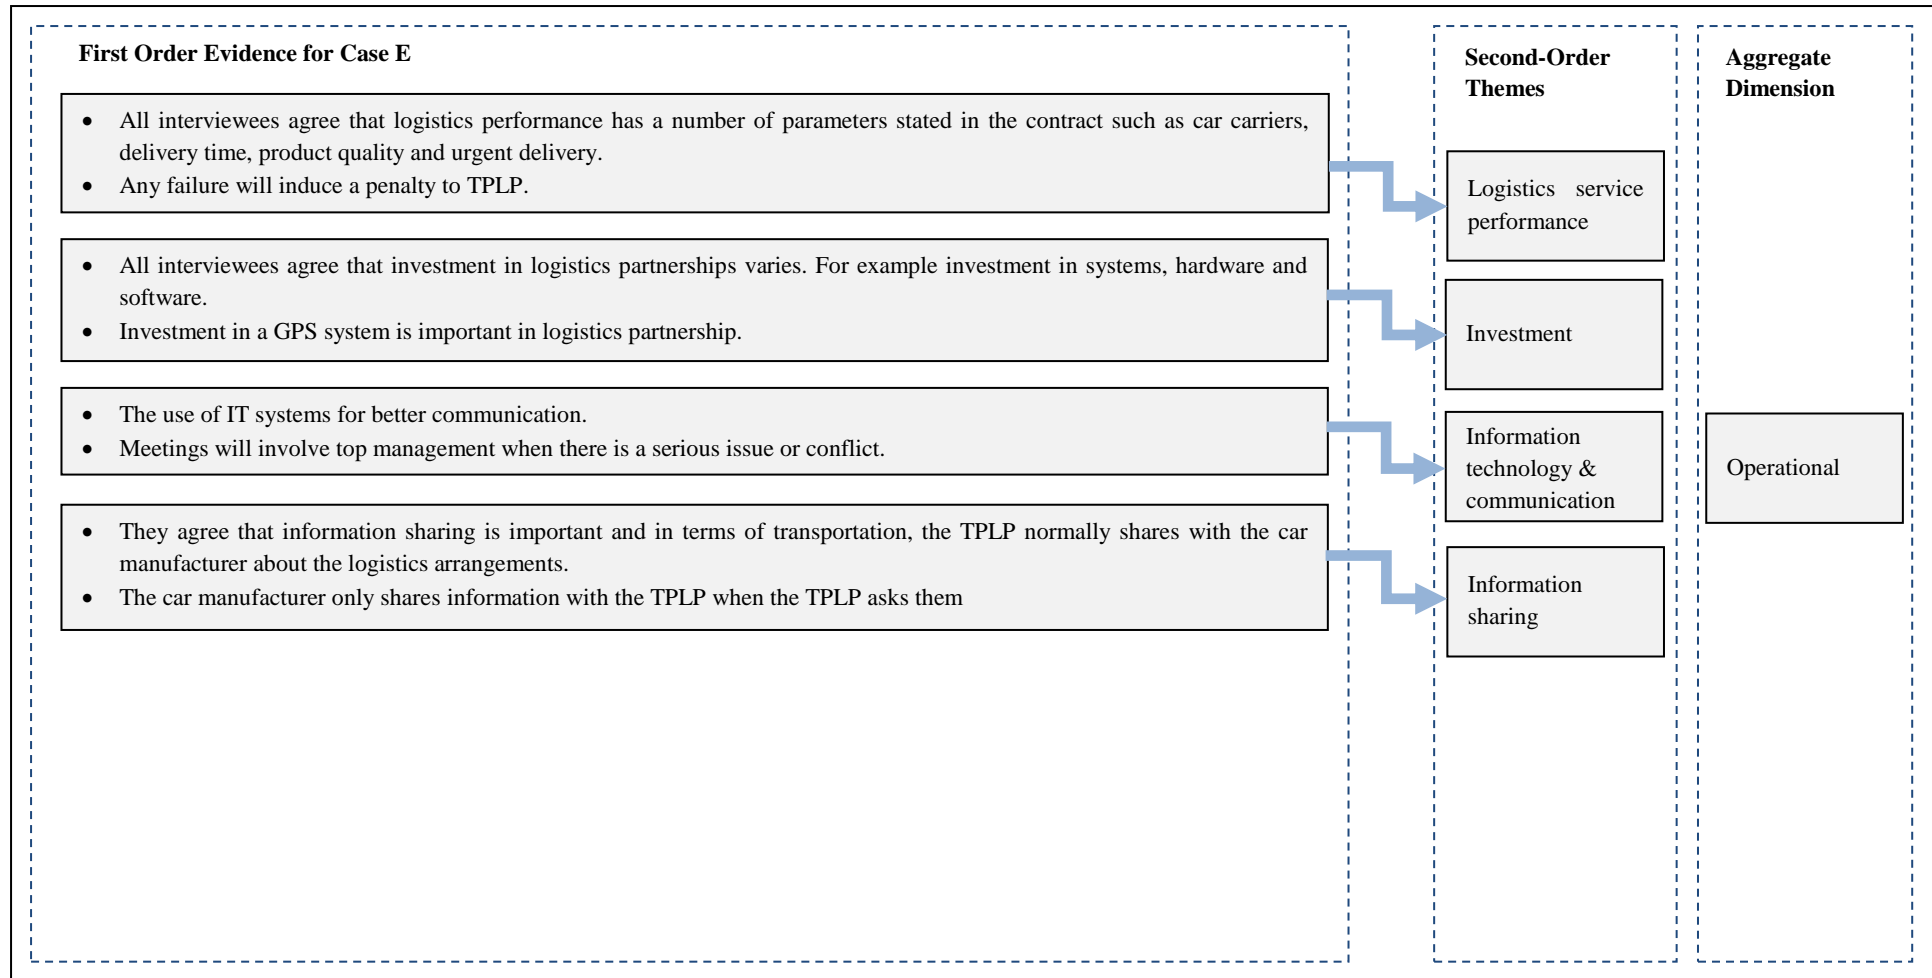 First Order Evidence for Case E
• All interviewees agree that logistics performance has a number of parameters stated in the contract such as car carriers,
delivery time, product quality and urgent delivery.
• Any failure will induce a penalty to TPLP.
• All interviewees agree that investment in logistics partnerships varies. For example investment in systems, hardware and
software.
• Investment in a GPS system is important in logistics partnership.
• The use of IT systems for better communication.
• Meetings will involve top management when there is a serious issue or conflict.
• They agree that information sharing is important and in terms of transportation, the TPLP normally shares with the car
manufacturer about the logistics arrangements.
• The car manufacturer only shares information with the TPLP when the TPLP asks them
Second-Order
Themes
Logistics service
performance
Investment
Information
technology &
communication
Information
sharing
Aggregate
Dimension
Operational